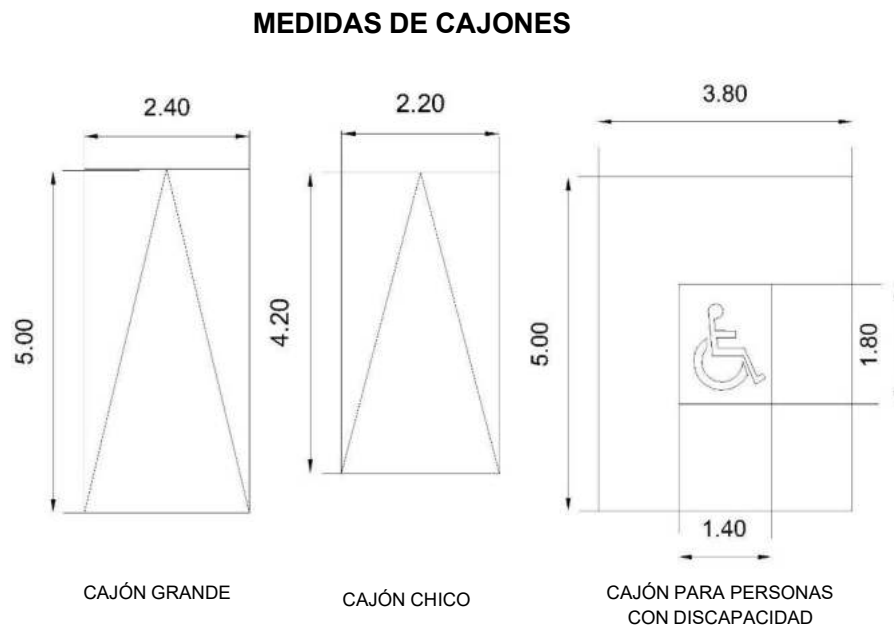 MEDIDAS DE CAJONES
2.40
2.20
3.80
5.00
4.20
5.00
1.80
1.40
CAJÓN GRANDE
CAJÓN CHICO
CAJÓN PARA PERSONAS
CON DISCAPACIDAD